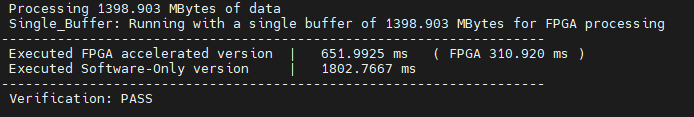 Processing 1398.903 MBytes of data
Single_Buffer: Running with a single buffer of 1398.903 MBytes for FPGA processing
--------------------------------------------------------------------
Executed FPGA accelerated version  |   651.9925 ms   ( FPGA 310.920 ms )
Executed Software-Only version     |   1802.7667 ms
--------------------------------------------------------------------
Verification: PASS